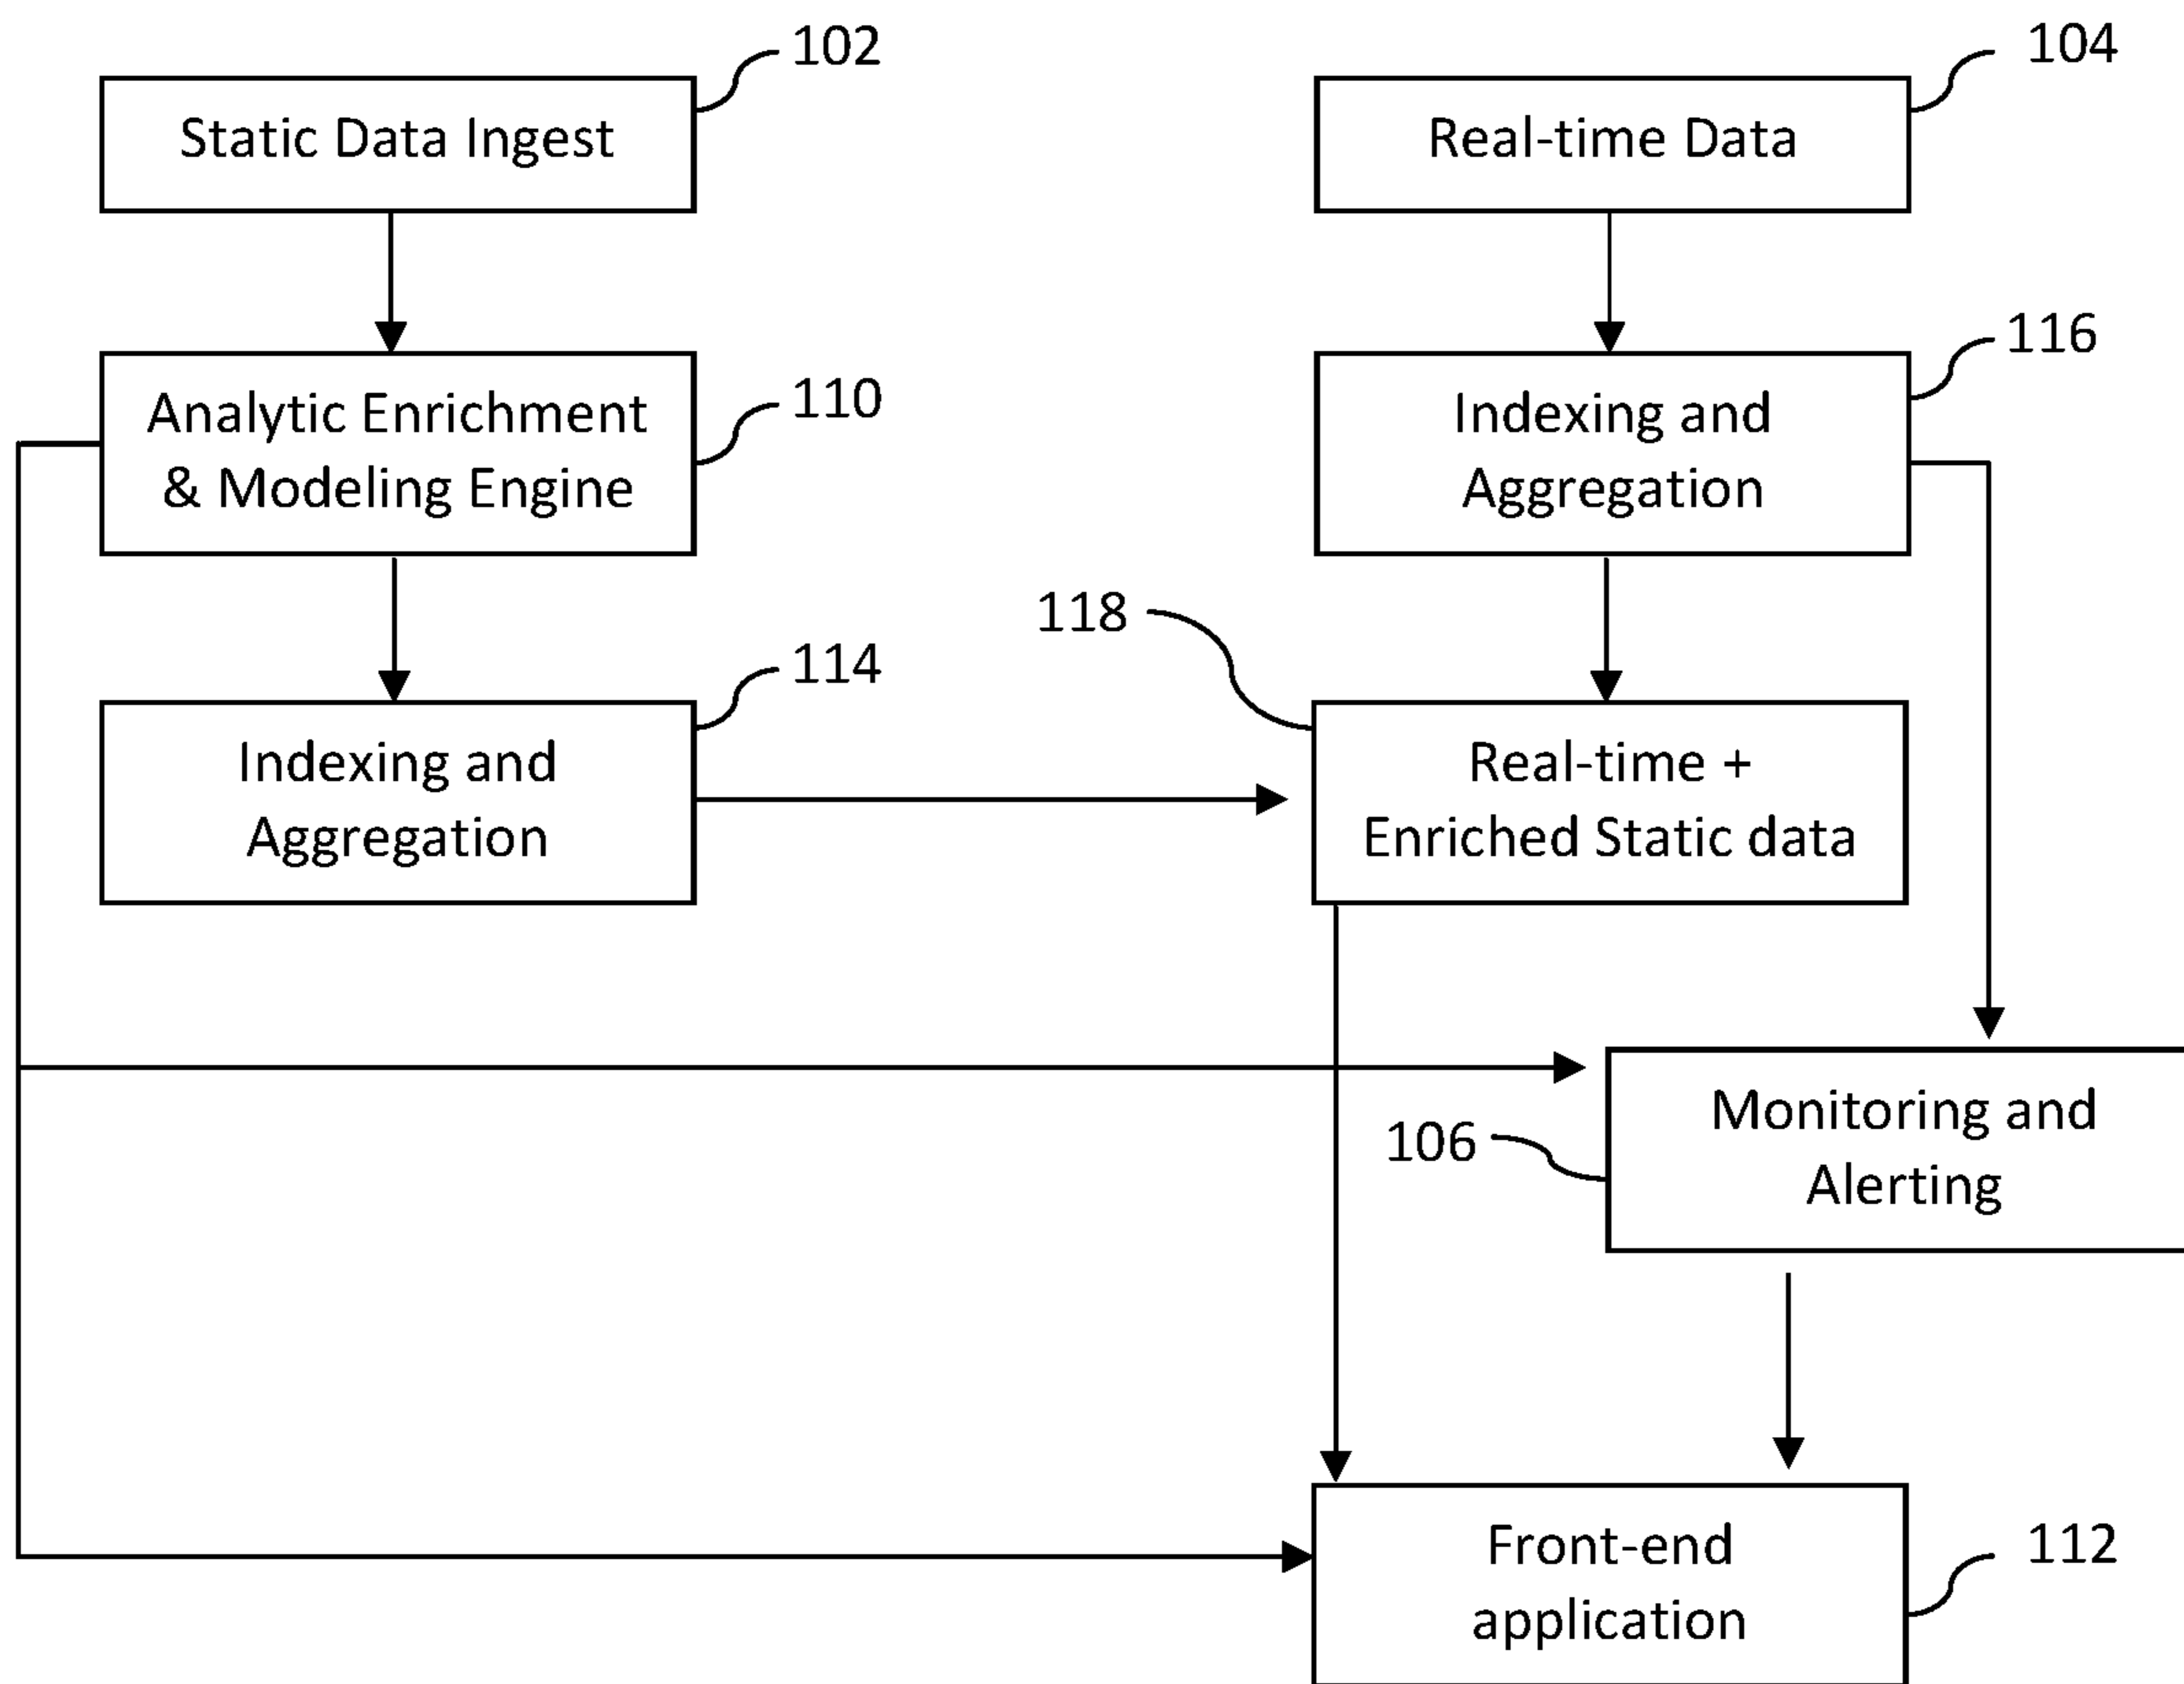 102
104
Static Data Ingest
Real-time Data
116
110
Analytic Enrichment
& Modeling Engine
Indexing and
Aggregation
118
114
Indexing and
Aggregation
Real-time +
Enriched Static data
106
Monitoring and
Alerting
112
Front-end
application